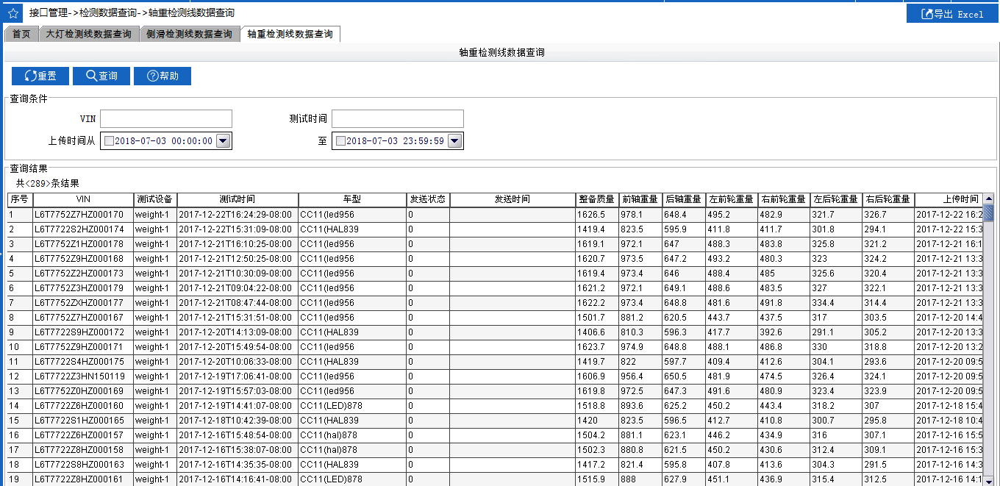 接口管理->检测数据查询->轴重检测线数据查询
导出 Excel
首页 大灯检测线数据查询 侧滑检测线数据查询 轴重检测线数据查询
轴重检测线数据查询
重置 查询 帮助
查询条件
VIN 测试时间
上传时间从 2018-07-03 00:00:00 至 2018-07-03 23:59:59
查询结果
共<289>条结果
序号 VIN 测试设备 测试时间 车型 发送状态 发送时间 整备质量 前轴重量 后轴重量 左前轮重量 右前轮重量 左后轮重量 右后轮重量 上传时间
1 L6T7752Z7HZ000170 weight-1 2017-12-22T16:24:29-08:00 CC11(led956 0 1626.5 978.1 648.4 495.2 482.9 321.7 326.7 2017-12-22 16:2
2 L6T7722S2HZ000174 weight-1 2017-12-22T15:31:09-08:00 CC11(HAL839 0 1419.4 823.5 595.9 411.8 411.7 301.8 294.1 2017-12-22 15:3
3 L6T7752Z1HZ000178 weight-1 2017-12-21T16:10:25-08:00 CC11(led956 0 1619.1 972.1 647 488.3 483.8 325.8 321.2 2017-12-21 16:1
4 L6T7752Z9HZ000168 weight-1 2017-12-21T12:50:25-08:00 CC11(led956 0 1620.7 973.5 647.2 493.2 480.3 323 324.2 2017-12-21 13:3
5 L6T7752Z2HZ000173 weight-1 2017-12-21T10:30:09-08:00 CC11(led956 0 1619.4 973.4 646 488.4 485 325.6 320.4 2017-12-21 13:3
6 L6T7752Z3HZ000179 weight-1 2017-12-21T09:04:22-08:00 CC11(led956 0 1621.2 972.1 649.1 488.6 483.5 327 322.1 2017-12-21 13:3
7 L6T7752ZXHZ000177 weight-1 2017-12-21T08:47:44-08:00 CC11(led956 0 1622.2 973.4 648.8 481.6 491.8 334.4 314.4 2017-12-21 13:3
8 L6T7752Z7HZ000167 weight-1 2017-12-21T15:31:51-08:00 CC11(led956 0 1501.7 881.2 620.5 443.7 437.5 317 303.5 2017-12-20 14:4
9 L6T7722S9HZ000172 weight-1 2017-12-20T14:13:09-08:00 CC11(HAL839 0 1406.6 810.3 596.3 417.7 392.6 291.1 305.2 2017-12-20 13:3
10 L6T7752Z9HZ000171 weight-1 2017-12-20T15:49:54-08:00 CC11(led956 0 1623.7 974.9 648.8 488.1 486.8 330 318.8 2017-12-20 13:2
11 L6T7722S4HZ000175 weight-1 2017-12-20T10:06:33-08:00 CC11(HAL839 0 1419.7 822 597.7 409.4 412.6 304.1 293.6 2017-12-20 09:5
12 L6T7722Z3HN150119 weight-1 2017-12-19T17:06:41-08:00 CC11(led956 0 1606.9 956.4 650.5 481.9 474.5 326.4 324.1 2017-12-20 09:5
13 L6T7752Z0HZ000169 weight-1 2017-12-19T15:57:03-08:00 CC11(led956 0 1619.8 972.5 647.3 491.6 480.9 323.4 323.9 2017-12-20 09:5
14 L6T7722Z6HZ000160 weight-1 2017-12-19T14:41:07-08:00 CC11(LED)878 0 1518.8 893.6 625.2 450.2 443.4 318.2 307 2017-12-18 15:4
15 L6T7722S1HZ000165 weight-1 2017-12-18T10:42:39-08:00 CC11(HAL839 0 1420 823.5 596.5 412.7 410.8 300.7 295.8 2017-12-18 10:4
16 L6T7722Z6HZ000157 weight-1 2017-12-16T15:48:54-08:00 CC11(hal)878 0 1504.2 881.1 623.1 446.2 434.9 316 307.1 2017-12-16 15:5
17 L6T7722Z8HZ000158 weight-1 2017-12-16T15:38:07-08:00 CC11(hal)878 0 1502.3 880.8 621.5 450.2 430.6 312.4 309.1 2017-12-16 15:3
18 L6T7722S8HZ000163 weight-1 2017-12-16T14:35:35-08:00 CC11(HAL839 0 1417.2 821.4 595.8 407.8 413.6 304.3 291.5 2017-12-16 14:3
19 L6T7722Z8HZ000161 weight-1 2017-12-16T14:16:41-08:00 CC11(LED)878 0 1515.9 888 627.9 451.1 436.9 315.4 312.5 2017-12-16 14:1